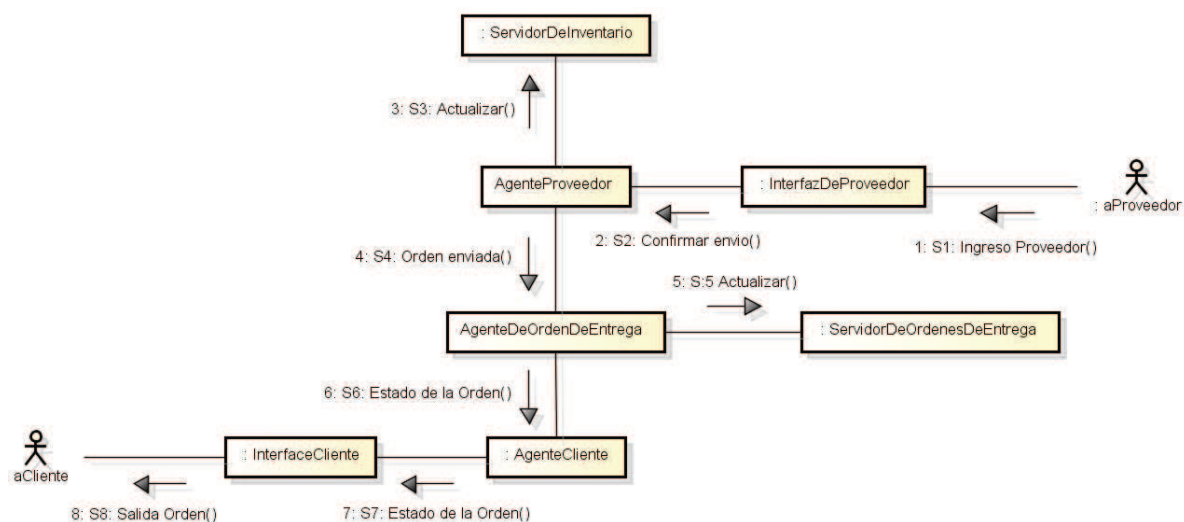 : ServidorDeInventario
3: S3: Actualizar()
AgenteProveedor
: InterfazDeProveedor
: aProveedor
2: S2: Confirmar envio()
1: S1: Ingreso Proveedor()
4: S4: Orden enviada()
5: S:5 Actualizar()
AgenteDeOrdenDeEntrega
: ServidorDeOrdenesDeEntrega
6: S6: Estado de la Orden()
aCliente
: InterfaceCliente
: AgenteCliente
8: S8: Salida Orden()
7: S7: Estado de la Orden()